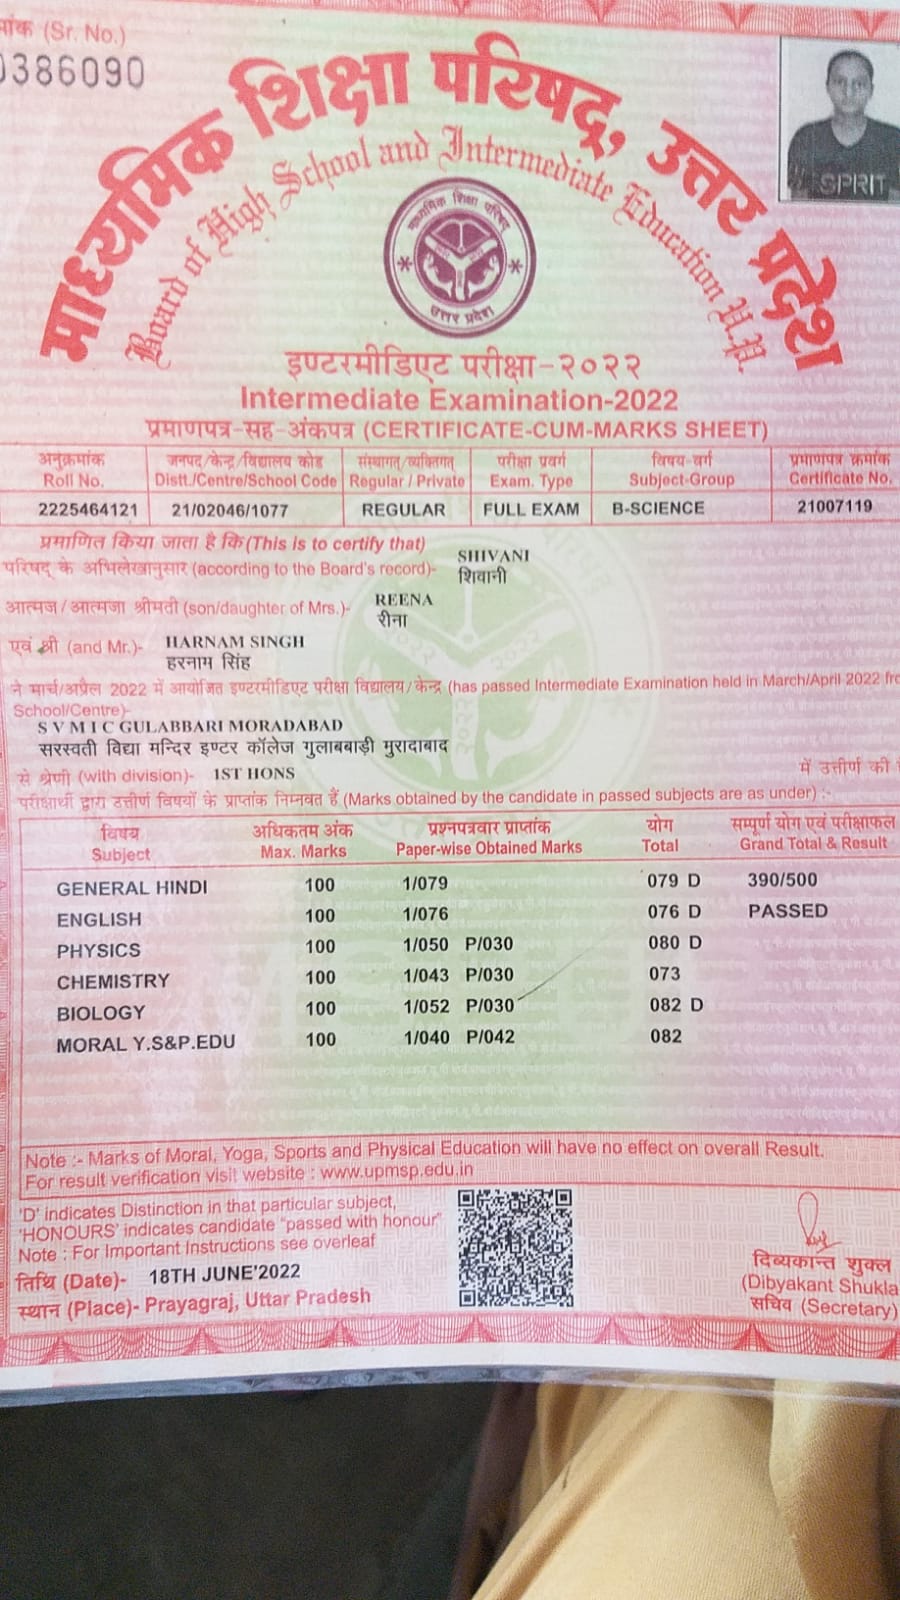 मांक (Sr. No.)
0386090
माध्यमिक शिक्षा परिषद्, उत्तर प्रदेश
Board of High School and Intermediate Education U.P.
माध्यमिक शिक्षा परिषद्
उत्तर प्रदेश
SPRIT
इण्टरमीडिएट परीक्षा-२०२२
Intermediate Examination-2022
प्रमाणपत्र-सह-अंकपत्र (CERTIFICATE-CUM-MARKS SHEET)
अनुक्रमांक जनपद/केन्द्र/विद्यालय कोड संस्थागत/व्यक्तिगत परीक्षा प्रवर्ग विषय-वर्ग प्रमाणपत्र क्रमांक
Roll No. Distt./Centre/School Code Regular / Private Exam. Type Subject-Group Certificate No.
2225464121 21/02046/1077 REGULAR FULL EXAM B-SCIENCE 21007119
प्रमाणित किया जाता है कि (This is to certify that) SHIVANI
परिषद के अभिलेखानुसार (according to the Board's record)- शिवानी
आत्मज/आत्मजा श्रीमती (son/daughter of Mrs.)- REENA
रीना
एवं श्री (and Mr.)- HARNAM SINGH
हरनाम सिंह
ने मार्च/अप्रैल 2022 में आयोजित इण्टरमीडिएट परीक्षा विद्यालय/केन्द्र (has passed Intermediate Examination held in March/April 2022 fro
School/Centre)-
S V M I C GULABBARI MORADABAD
सरस्वती विद्या मन्दिर इण्टर कॉलेज गुलाबबाड़ी मुरादाबाद
से श्रेणी (with division)- 1ST HONS में उत्तीर्ण की
परीक्षार्थी द्वारा उत्तीर्ण विषयों के प्राप्तांक निम्नवत हैं (Marks obtained by the candidate in passed subjects are as under) :-
विषय अधिकतम अंक प्रश्नपत्रवार प्राप्तांक योग सम्पूर्ण योग एवं परीक्षाफल
Subject Max. Marks Paper-wise Obtained Marks Total Grand Total & Result
GENERAL HINDI 100 1/079 079 D 390/500
ENGLISH 100 1/076 076 D PASSED
PHYSICS 100 1/050 P/030 080 D
CHEMISTRY 100 1/043 P/030 073
BIOLOGY 100 1/052 P/030 082 D
MORAL Y.S&P.EDU 100 1/040 P/042 082
Note :- Marks of Moral, Yoga, Sports and Physical Education will have no effect on overall Result.
For result verification visit website : www.upmsp.edu.in
'D' indicates Distinction in that particular subject,
'HONOURS' indicates candidate "passed with honour"
Note : For Important Instructions see overleaf
तिथि (Date)- 18TH JUNE'2022
स्थान (Place)- Prayagraj, Uttar Pradesh
दिब्यकान्त शुक्ल
(Dibyakant Shukla
सचिव (Secretary)